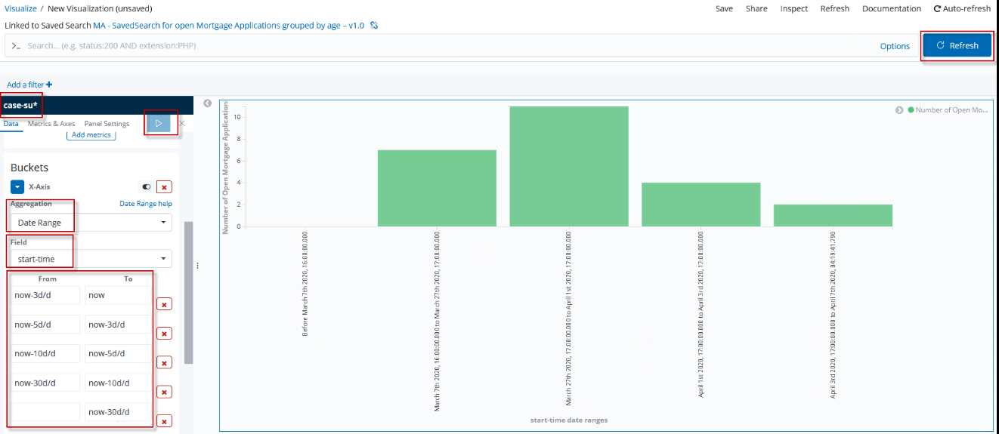 Visualize / New Visualization (unsaved)
Save Share Inspect Refresh Documentation Auto-refresh
Linked to Saved Search MA - SavedSearch for open Mortgage Applications grouped by age – v1.0
>_ Search... (e.g. status:200 AND extension:PHP) Options Refresh
Add a filter +
case-su*
Data Metrics & Axes Panel Settings
Add metrics
Buckets
X-Axis
Aggregation Date Range help
Date Range
Field
start-time
From To
now-3d/d now
now-5d/d now-3d/d
now-10d/d now-5d/d
now-30d/d now-10d/d
now-30d/d
Number of Open Mortgage Applications
10
8
6
4
2
0
Before March 7th 2020, 16:00:00.000
March 7th 2020, 16:00:00.000 to March 27th 2020, 17:00:00.000
March 27th 2020, 17:00:00.000 to April 1st 2020, 17:00:00.000
April 1st 2020, 17:00:00.000 to April 3rd 2020, 17:00:00.000
April 3rd 2020, 17:00:00.000 to April 7th 2020, 04:19:41.790
start-time date ranges
Number of Open Mo...